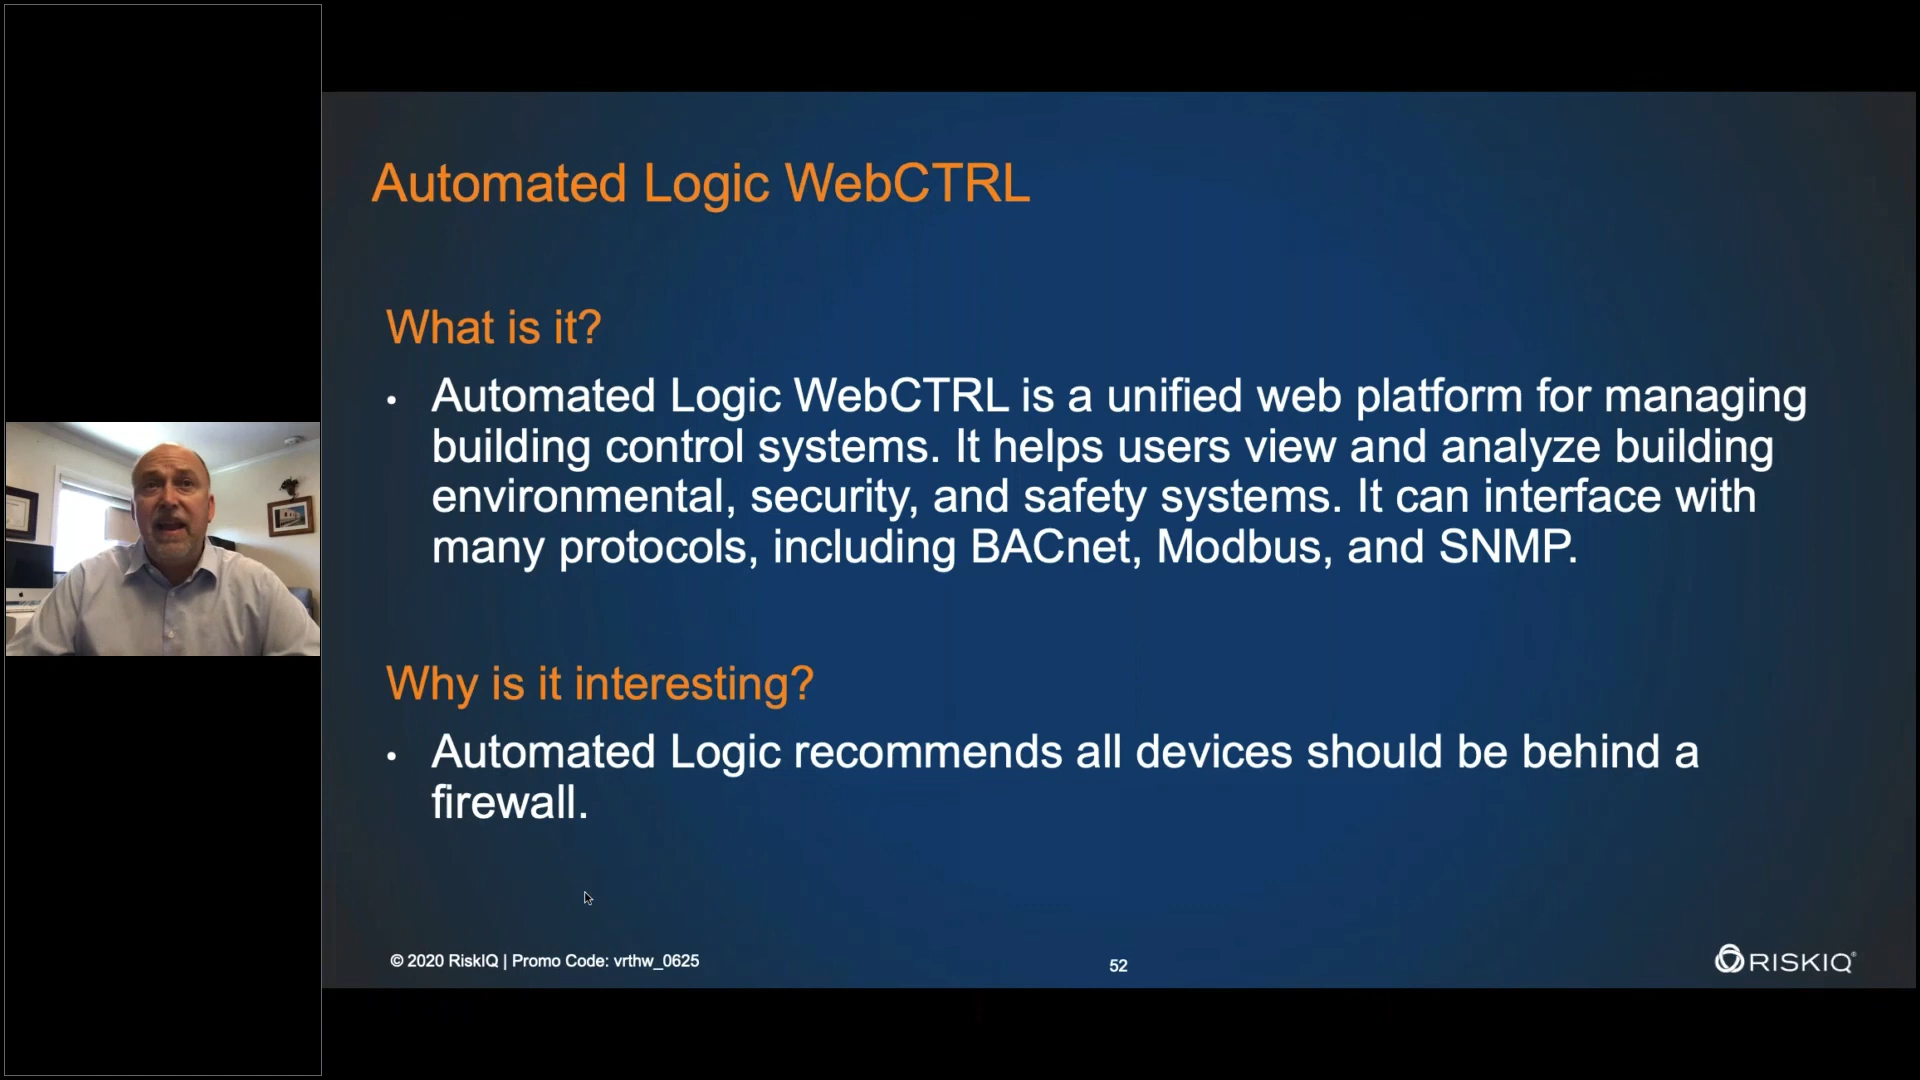 Automated Logic WebCTRL
What is it?
• Automated Logic WebCTRL is a unified web platform for managing
building control systems. It helps users view and analyze building
environmental, security, and safety systems. It can interface with
many protocols, including BACnet, Modbus, and SNMP.
Why is it interesting?
• Automated Logic recommends all devices should be behind a
firewall.
© 2020 RiskIQ | Promo Code: vrthw_0625
52
RISKIQ®